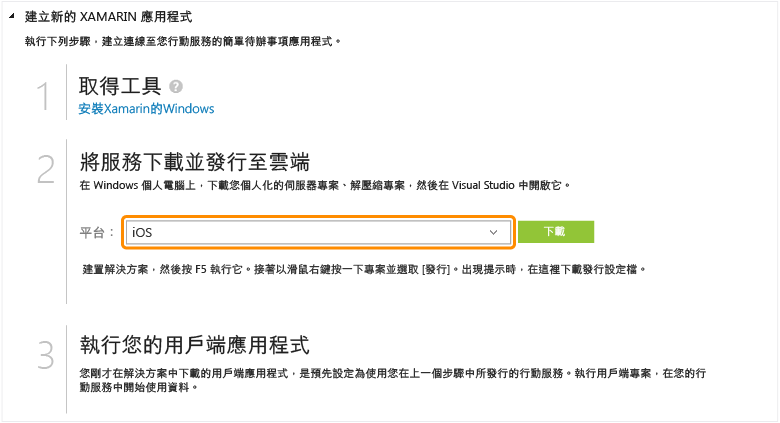 建立新的 XAMARIN 應用程式
執行下列步驟，建立連線至您行動服務的簡單待辦事項應用程式。
1
取得工具 ?
安裝Xamarin的Windows
2
將服務下載並發行至雲端
在 Windows 個人電腦上，下載您個人化的伺服器專案、解壓縮專案，然後在 Visual Studio 中開啟它。
平台： iOS 下載
建置解決方案，然後按 F5 執行它。接著以滑鼠右鍵按一下專案並選取 [發行]。出現提示時，在這裡下載發行設定檔。
3
執行您的用戶端應用程式
您剛才在解決方案中下載的用戶端應用程式，是預先設定為使用您在上一個步驟中所發行的行動服務。執行用戶端專案，在您的行
動服務中開始使用資料。